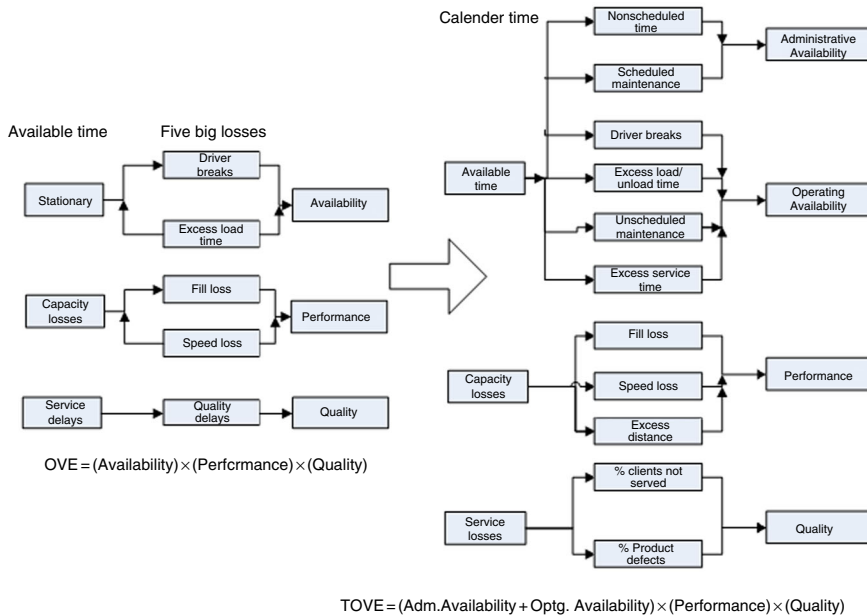 Available time
Five big losses
Stationary
Driver
breaks
Excess load
time
Availability
Capacity
losses
Fill loss
Speed loss
Performance
Service
delays
Quality
delays
Quality
OVE=(Availability)×(Perfcrmance)×(Quality)
Calender time
Nonscheduled
time
Scheduled
maintenance
Administrative
Availability
Available
time
Driver breaks
Excess load/
unload time
Unscheduled
maintenance
Excess service
time
Operating
Availability
Capacity
losses
Fill loss
Speed loss
Excess
distance
Performance
Service
losses
% clients not
served
% Product
defects
Quality
TOVE=(Adm.Availability+Optg. Availability)×(Performance)×(Quality)